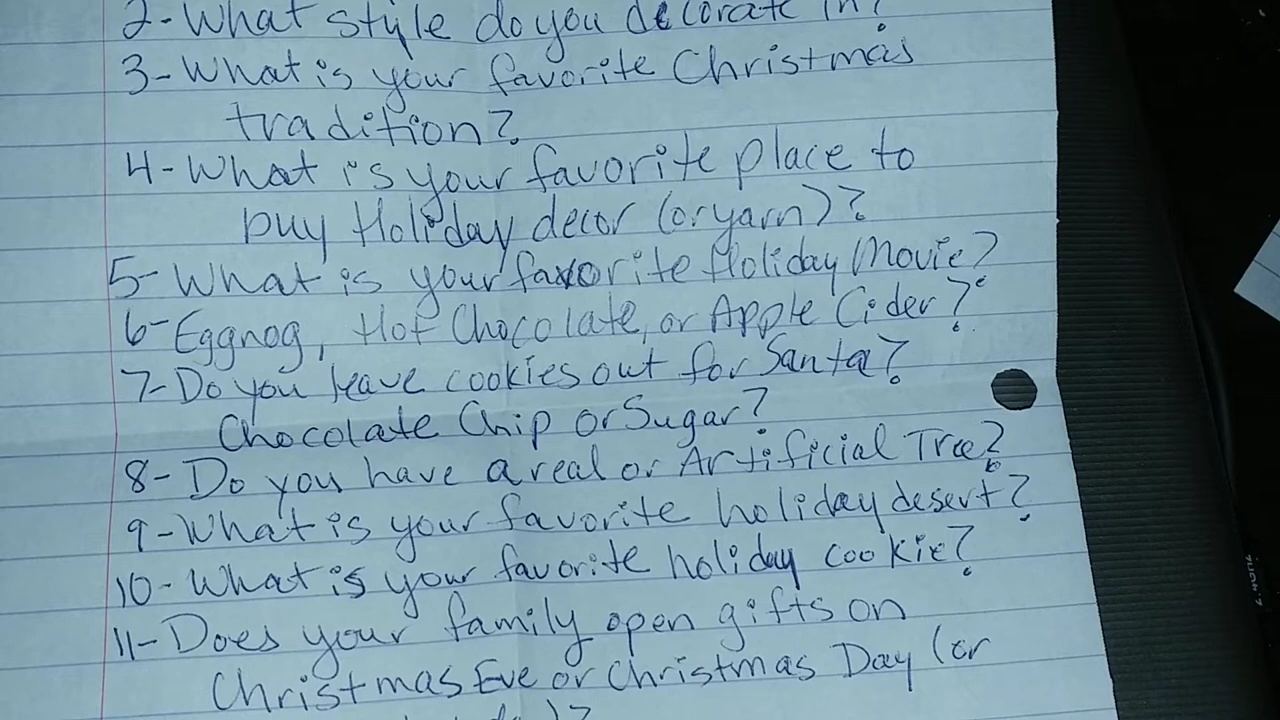 2-What style do you decorate in?
3-What is your favorite Christmas
tradition?
4-What is your favorite place to
buy Holiday decor (or yarn)?
5-What is your favorite Holiday Movie?
6-Eggnog, Hot Chocolate, or Apple Cider?
7-Do you leave cookies out for Santa?
Chocolate Chip or Sugar?
8-Do you have a real or Artificial Tree?
9-What is your favorite holiday desert?
10-What is your favorite holiday cookie?
11-Does your family open gifts on
Christmas Eve or Christmas Day (or